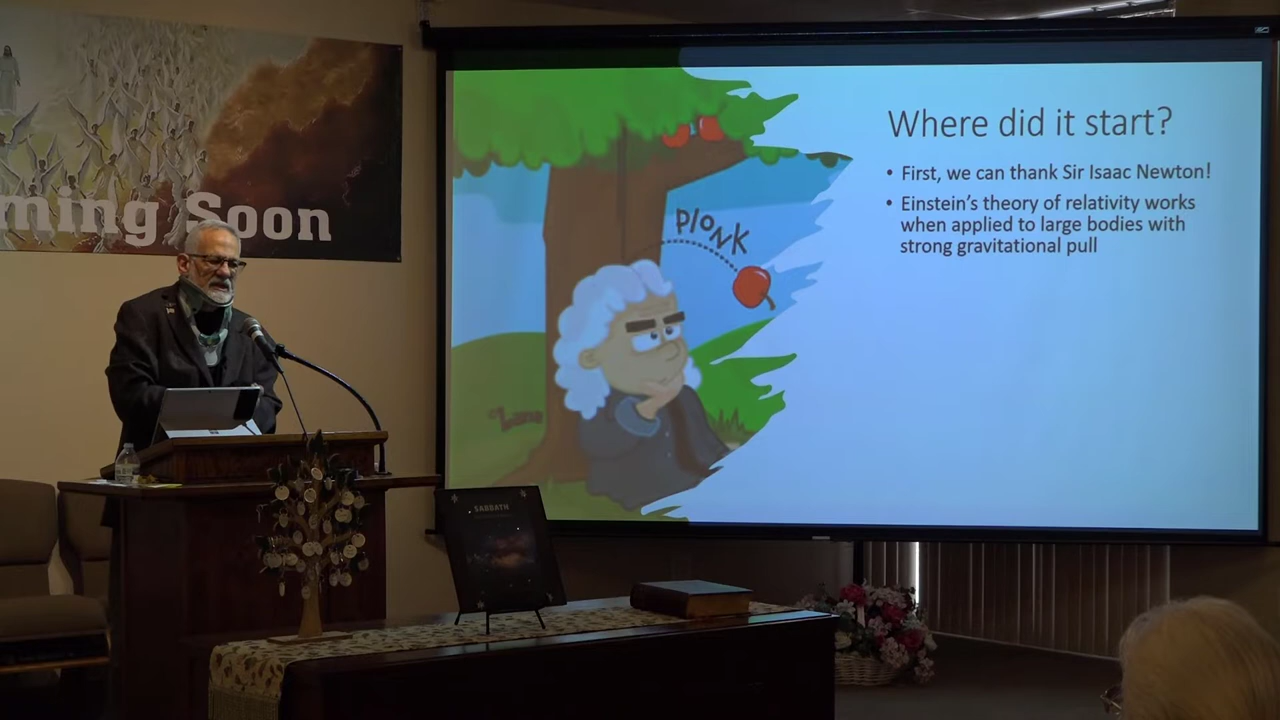 ming Soon
Where did it start?
• First, we can thank Sir Isaac Newton!
• Einstein's theory of relativity works
when applied to large bodies with
strong gravitational pull
PlONK
SABBATH